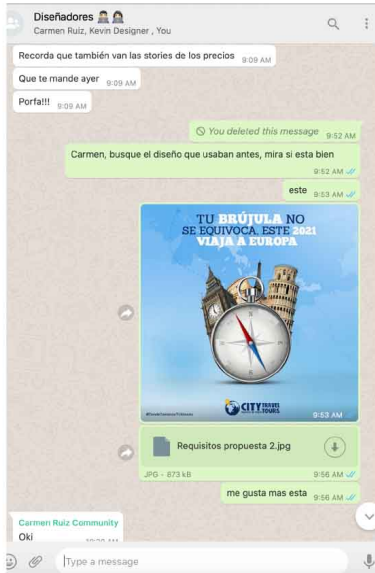 Diseñadores
Carmen Ruiz, Kevin Designer , You
Recorda que también van las stories de los precios 9:09 AM
Que te mande ayer 9:09 AM
Porfa!!! 9:09 AM
You deleted this message 9:52 AM
Carmen, busque el diseño que usaban antes, mira si esta bien
9:52 AM
este 9:53 AM
TU BRÚJULA NO
SE EQUIVOCA. ESTE 2021
VIAJA A EUROPA
CITY TRAVEL
TOURS
9:53 AM
Requisitos propuesta 2.jpg
JPG - 873 kB 9:56 AM
me gusta mas esta 9:56 AM
Carmen Ruiz Community
Oki
Type a message